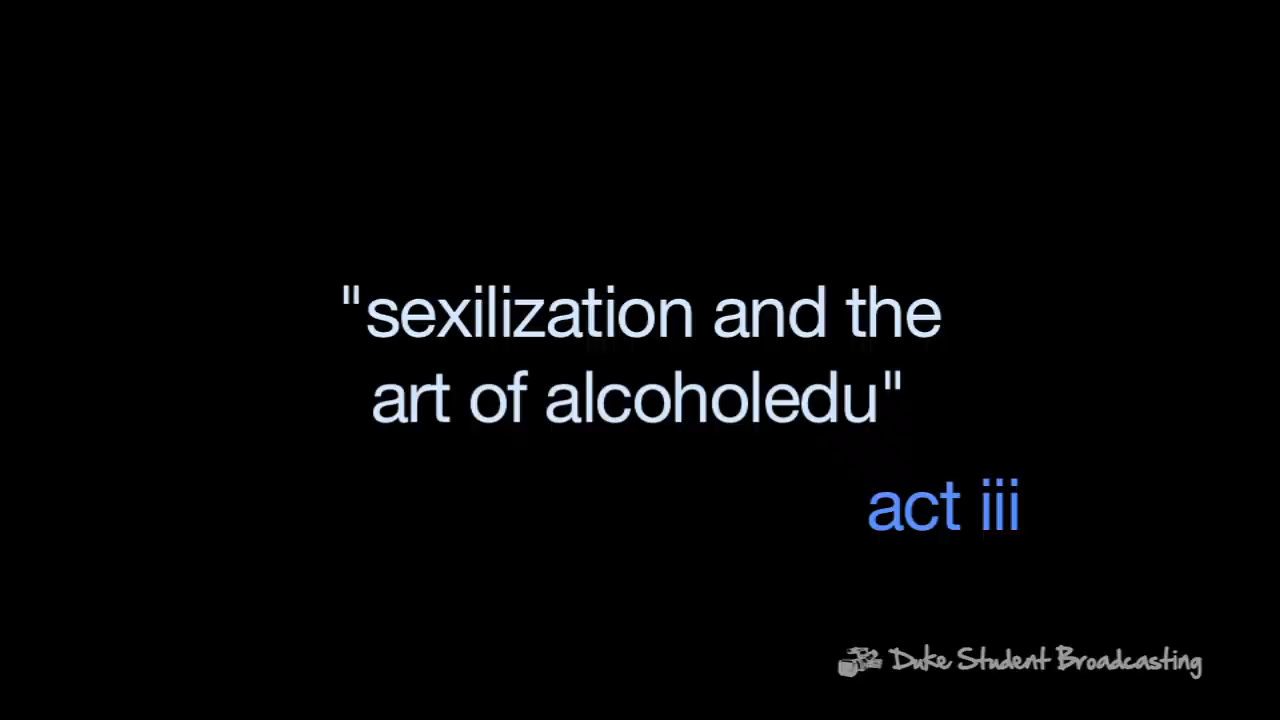 "sexilization and the
art of alcoholedu"
act iii
Duke Student Broadcasting